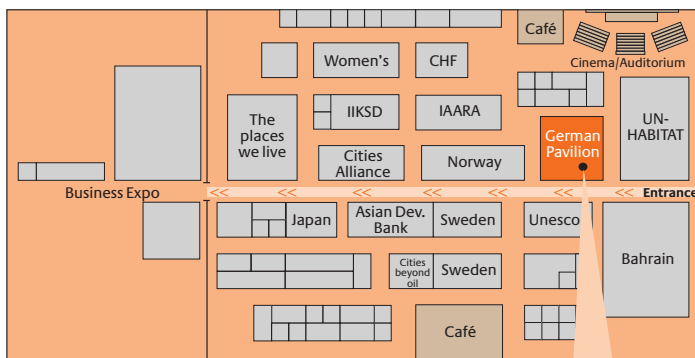 Café
Cinema/Auditorium
Women's
CHF
The
places
we live
IIKSD
IAARA
German
Pavilion
UN-
HABITAT
Cities
Alliance
Norway
Business Expo
<< << << << << <<
Entrance
Japan
Asian Dev.
Bank
Sweden
Unesco
Bahrain
Cities
beyond
oil
Sweden
Café